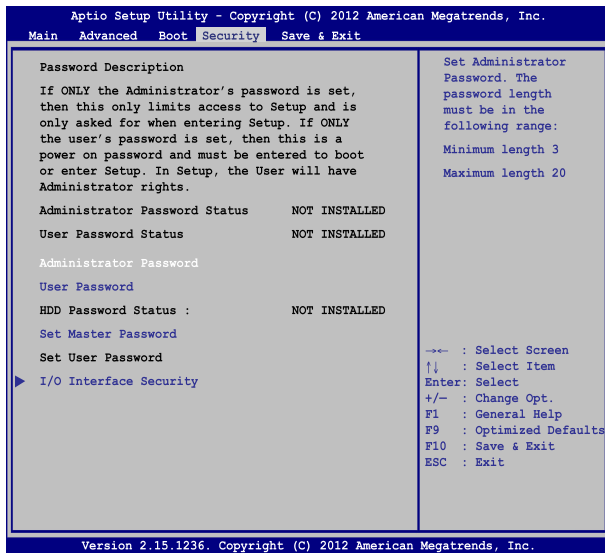 Aptio Setup Utility - Copyright (C) 2012 American Megatrends, Inc.
Main Advanced Boot Security Save & Exit
Password Description
If ONLY the Administrator's password is set,
then this only limits access to Setup and is
only asked for when entering Setup. If ONLY
the user's password is set, then this is a
power on password and must be entered to boot
or enter Setup. In Setup, the User will have
Administrator rights.
Administrator Password Status NOT INSTALLED
User Password Status NOT INSTALLED
Administrator Password
User Password
HDD Password Status : NOT INSTALLED
Set Master Password
Set User Password
I/O Interface Security
Set Administrator
Password. The
password length
must be in the
following range:
Minimum length 3
Maximum length 20
→← : Select Screen
↑↓ : Select Item
Enter: Select
+/— : Change Opt.
F1 : General Help
F9 : Optimized Defaults
F10 : Save & Exit
ESC : Exit
Version 2.15.1236. Copyright (C) 2012 American Megatrends, Inc.